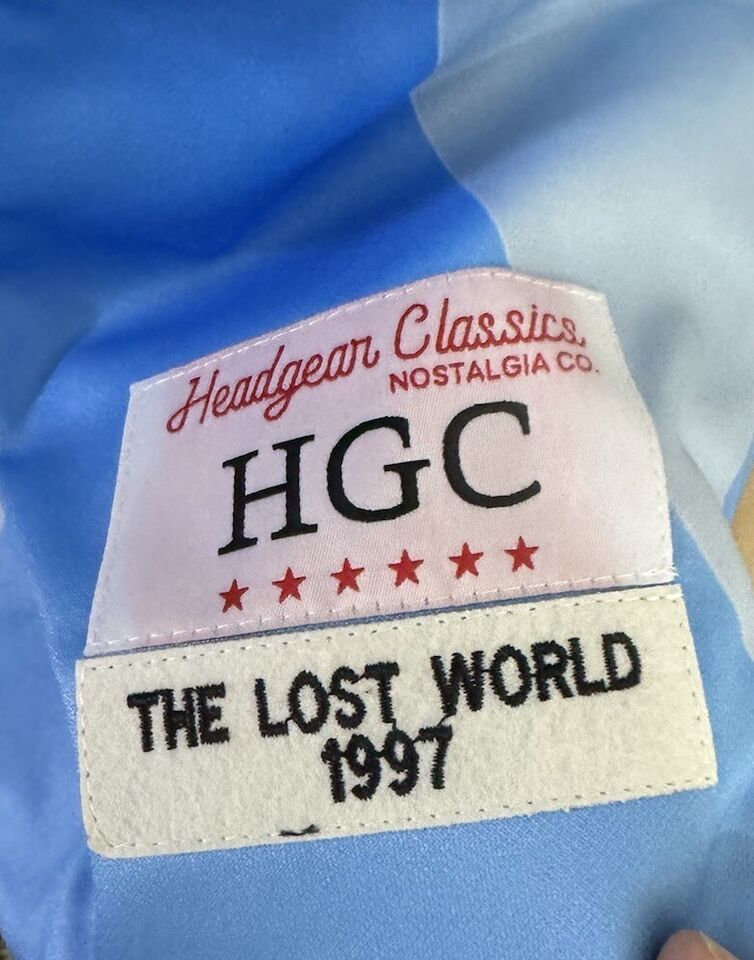 Headgear Classics
NOSTALGIA CO.
HGC
THE LOST WORLD
1997